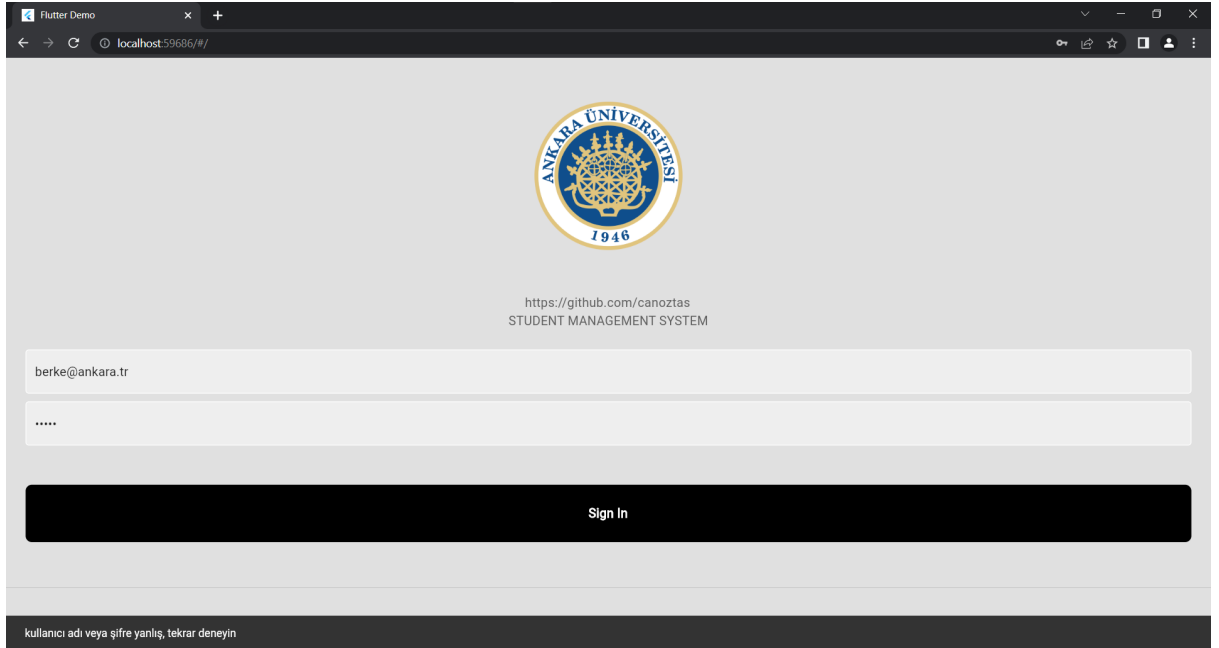 Flutter Demo
localhost:59686/#/
ANKARA ÜNİVERSİTESİ
1946
https://github.com/canoztas
STUDENT MANAGEMENT SYSTEM
berke@ankara.tr
•••••
Sign In
kullanıcı adı veya şifre yanlış, tekrar deneyin